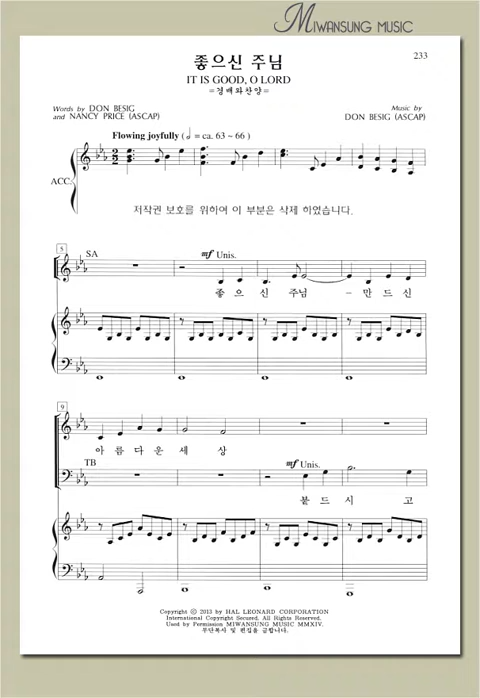 MIWANSUNG MUSIC
233
좋으신 주님
IT IS GOOD, O LORD
=경배와찬양=
Words by DON BESIG
and NANCY PRICE (ASCAP)
Music by
DON BESIG (ASCAP)
Flowing joyfully (𝅗𝅥 = ca. 63 ~ 66)
ACC.
저작권 보호를 위하여 이 부분은 삭제 하였습니다.
5
SA
mf Unis.
좋 으 신 주님 - 만 드 신
9
아 름 다 운 세 상
TB
mf Unis.
붙 드 시 고
Copyright © 2013 by HAL LEONARD CORPORATION
International Copyright Secured. All Rights Reserved.
Used by Permission MIWANSUNG MUSIC MMXIV.
무단복사 및 편집을 금합니다.